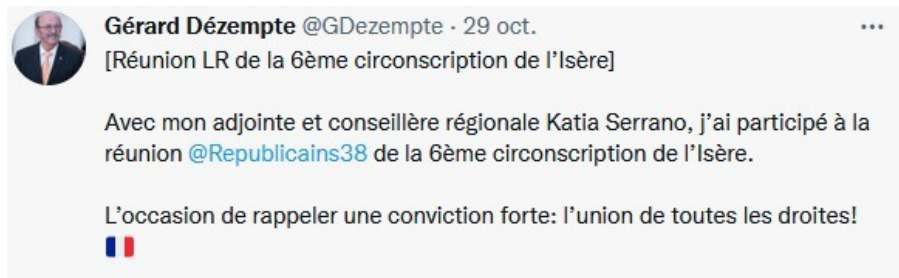 Gérard Dézempte @GDezempte · 29 oct.
[Réunion LR de la 6ème circonscription de l’Isère]
Avec mon adjointe et conseillère régionale Katia Serrano, j’ai participé à la
réunion @Republicains38 de la 6ème circonscription de l’Isère.
L’occasion de rappeler une conviction forte: l’union de toutes les droites!
🇫🇷